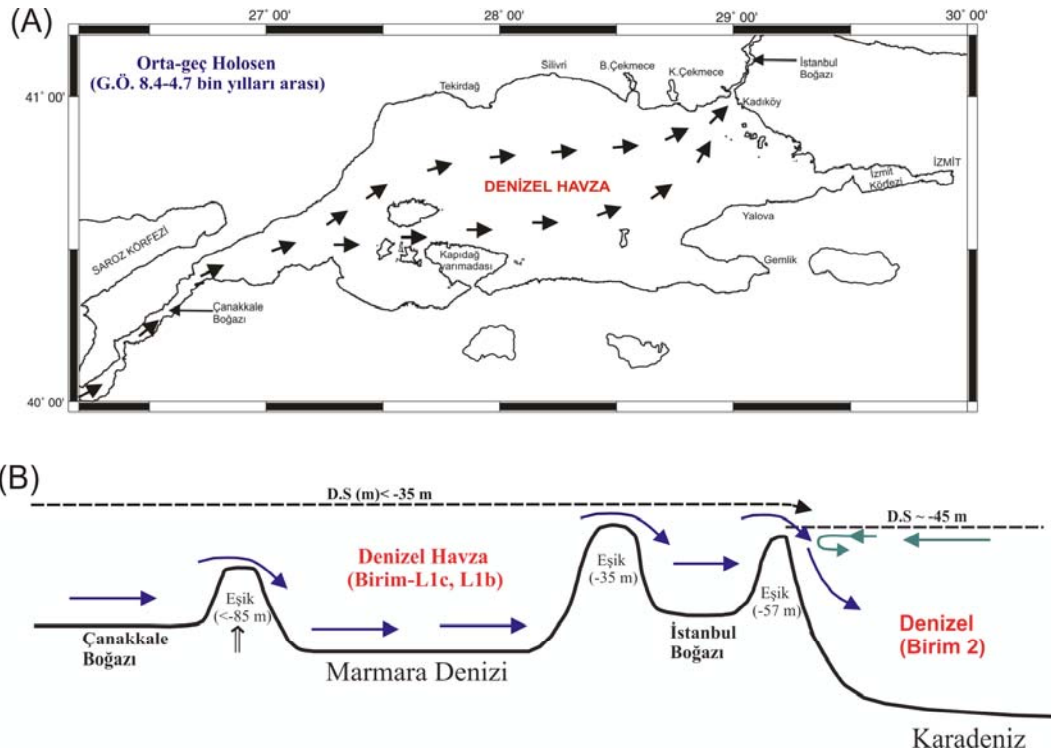 (A)
27° 00'
28° 00'
29° 00'
30° 00'
Orta-geç Holosen
(G.Ö. 8.4-4.7 bin yılları arası)
41° 00'
40° 00'
Tekirdağ
Silivri
B.Çekmece
K.Çekmece
İstanbul
Boğazı
Kadıköy
DENİZEL HAVZA
İZMİT
İzmit
Körfezi
Yalova
Gemlik
SAROZ KÖRFEZİ
Kapıdağ
yarımadası
Çanakkale
Boğazı
(B)
D.S (m)< -35 m
D.S ~ -45 m
Denizel Havza
(Birim-L1c, L1b)
Eşik
(<-85 m)
Eşik
(-35 m)
Eşik
(-57 m)
Çanakkale
Boğazı
Marmara Denizi
İstanbul
Boğazı
Denizel
(Birim 2)
Karadeniz